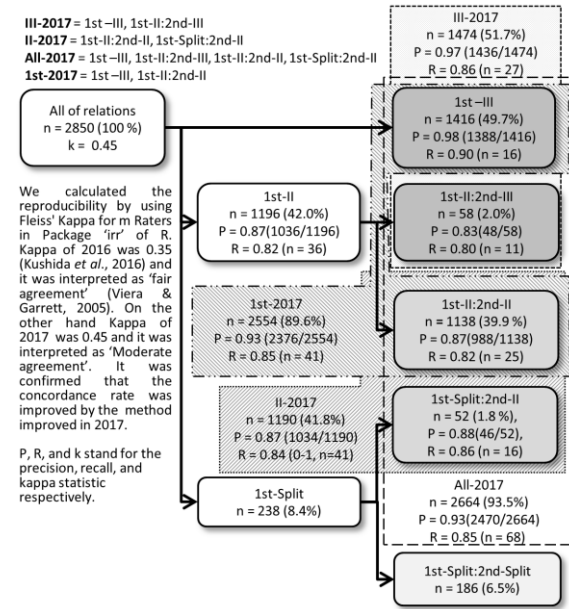 III-2017 = 1st –III, 1st-II:2nd-III
II-2017 = 1st-II:2nd-II, 1st-Split:2nd-II
All-2017 = 1st –III, 1st-II:2nd-III, 1st-II:2nd-II, 1st-Split:2nd-II
1st-2017 = 1st –III, 1st-II:2nd-II
III-2017
n = 1474 (51.7%)
P = 0.97 (1436/1474)
R = 0.86 (n = 27)
All of relations
n = 2850 (100 %)
k = 0.45
1st –III
n = 1416 (49.7%)
P = 0.98 (1388/1416)
R = 0.90 (n = 16)
We calculated the
reproducibility by using
Fleiss' Kappa for m Raters
in Package 'irr' of R.
Kappa of 2016 was 0.35
(Kushida et al., 2016) and
it was interpreted as 'fair
agreement' (Viera &
Garrett, 2005). On the
other hand Kappa of
2017 was 0.45 and it was
interpreted as 'Moderate
agreement'. It was
confirmed that the
concordance rate was
improved by the method
improved in 2017.
P, R, and k stand for the
precision, recall, and
kappa statistic
respectively.
1st-II
n = 1196 (42.0%)
P = 0.87(1036/1196)
R = 0.82 (n = 36)
1st-II:2nd-III
n = 58 (2.0%)
P = 0.83(48/58)
R = 0.80 (n = 11)
1st-2017
n = 2554 (89.6%)
P = 0.93 (2376/2554)
R = 0.85 (n = 41)
1st-II:2nd-II
n = 1138 (39.9 %)
P = 0.87(988/1138)
R = 0.82 (n = 25)
II-2017
n = 1190 (41.8%)
P = 0.87 (1034/1190)
R = 0.84 (0-1, n=41)
1st-Split:2nd-II
n = 52 (1.8 %),
P = 0.88(46/52),
R = 0.86 (n = 16)
1st-Split
n = 238 (8.4%)
All-2017
n = 2664 (93.5%)
P = 0.93(2470/2664)
R = 0.85 (n = 68)
1st-Split:2nd-Split
n = 186 (6.5%)